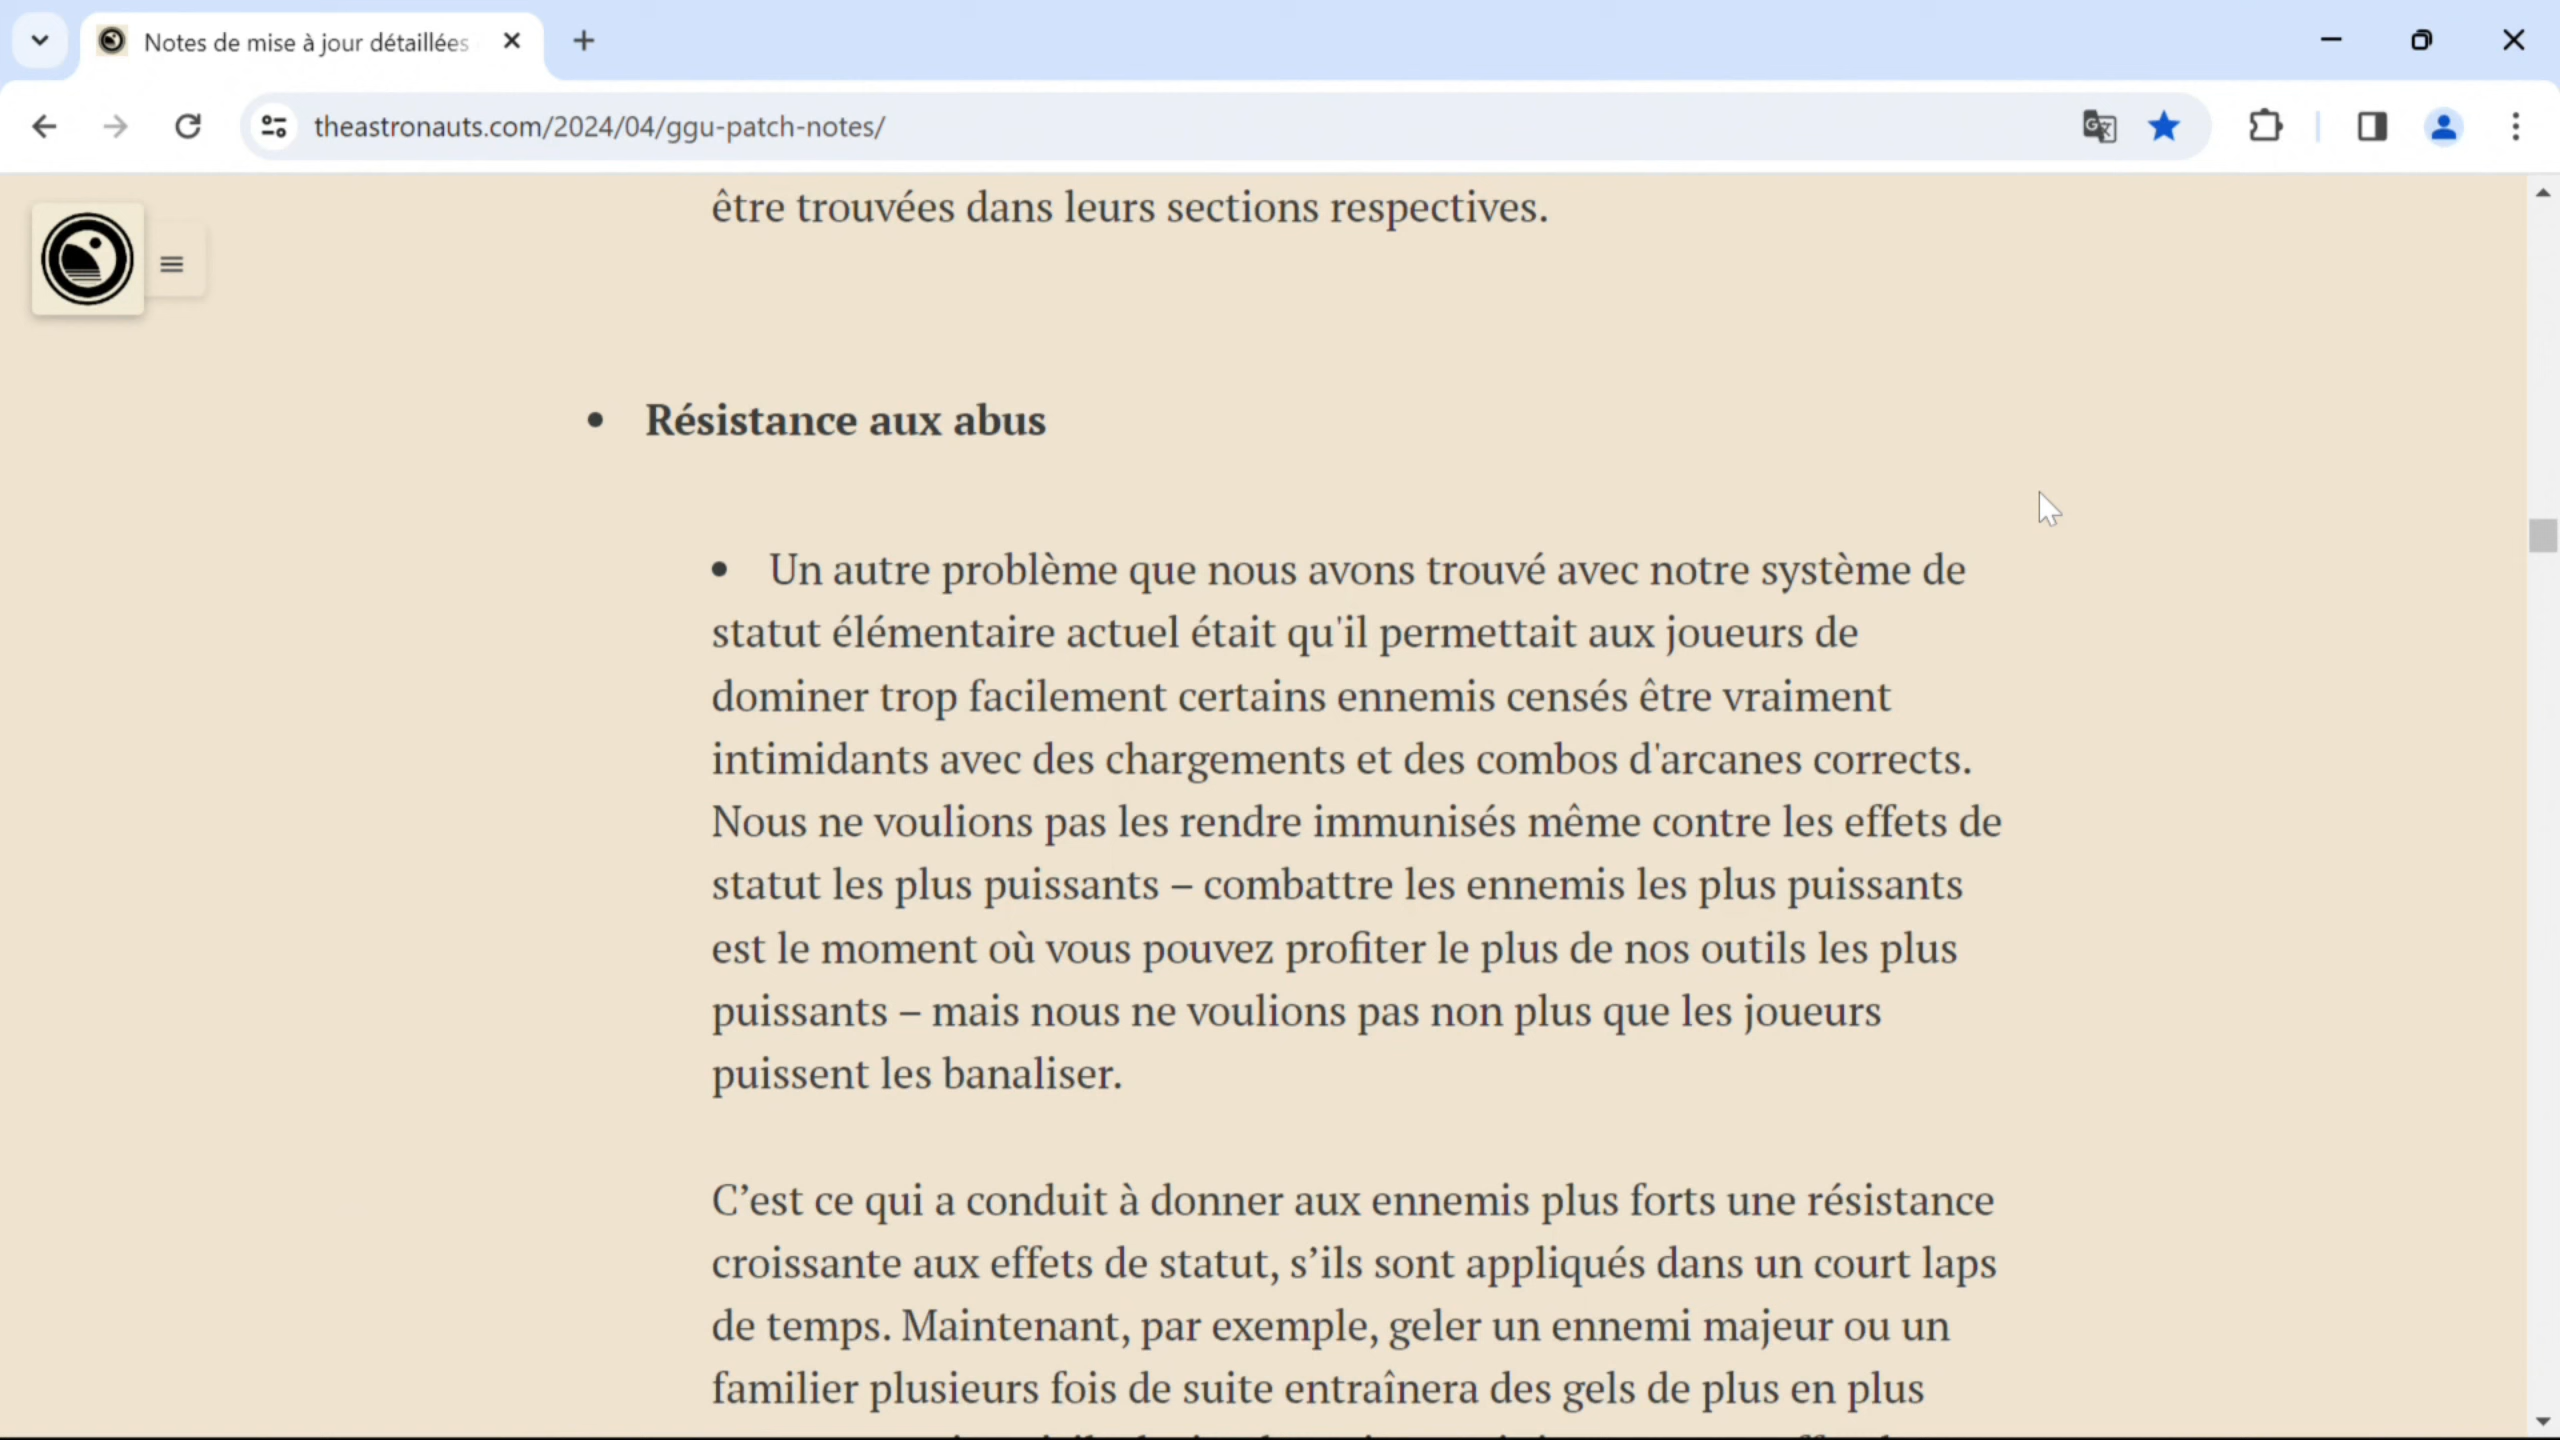 Notes de mise à jour détaillées
theastronauts.com/2024/04/ggu-patch-notes/
être trouvées dans leurs sections respectives.
• Résistance aux abus
• Un autre problème que nous avons trouvé avec notre système de
statut élémentaire actuel était qu'il permettait aux joueurs de
dominer trop facilement certains ennemis censés être vraiment
intimidants avec des chargements et des combos d'arcanes corrects.
Nous ne voulions pas les rendre immunisés même contre les effets de
statut les plus puissants – combattre les ennemis les plus puissants
est le moment où vous pouvez profiter le plus de nos outils les plus
puissants – mais nous ne voulions pas non plus que les joueurs
puissent les banaliser.
C’est ce qui a conduit à donner aux ennemis plus forts une résistance
croissante aux effets de statut, s’ils sont appliqués dans un court laps
de temps. Maintenant, par exemple, geler un ennemi majeur ou un
familier plusieurs fois de suite entraînera des gels de plus en plus